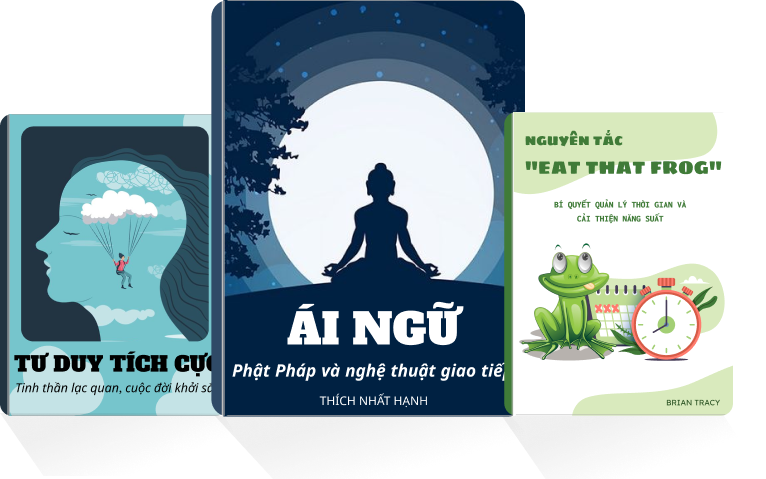 TƯ DUY TÍCH CỰC
Tinh thần lạc quan, cuộc đời khởi
ÁI NGỮ
Phật Pháp và nghệ thuật giao tiếp
THÍCH NHẤT HẠNH
NGUYÊN TẮC
"EAT THAT FROG"
BÍ QUYẾT QUẢN LÝ THỜI GIAN VÀ
CẢI THIỆN NĂNG SUẤT
BRIAN TRACY